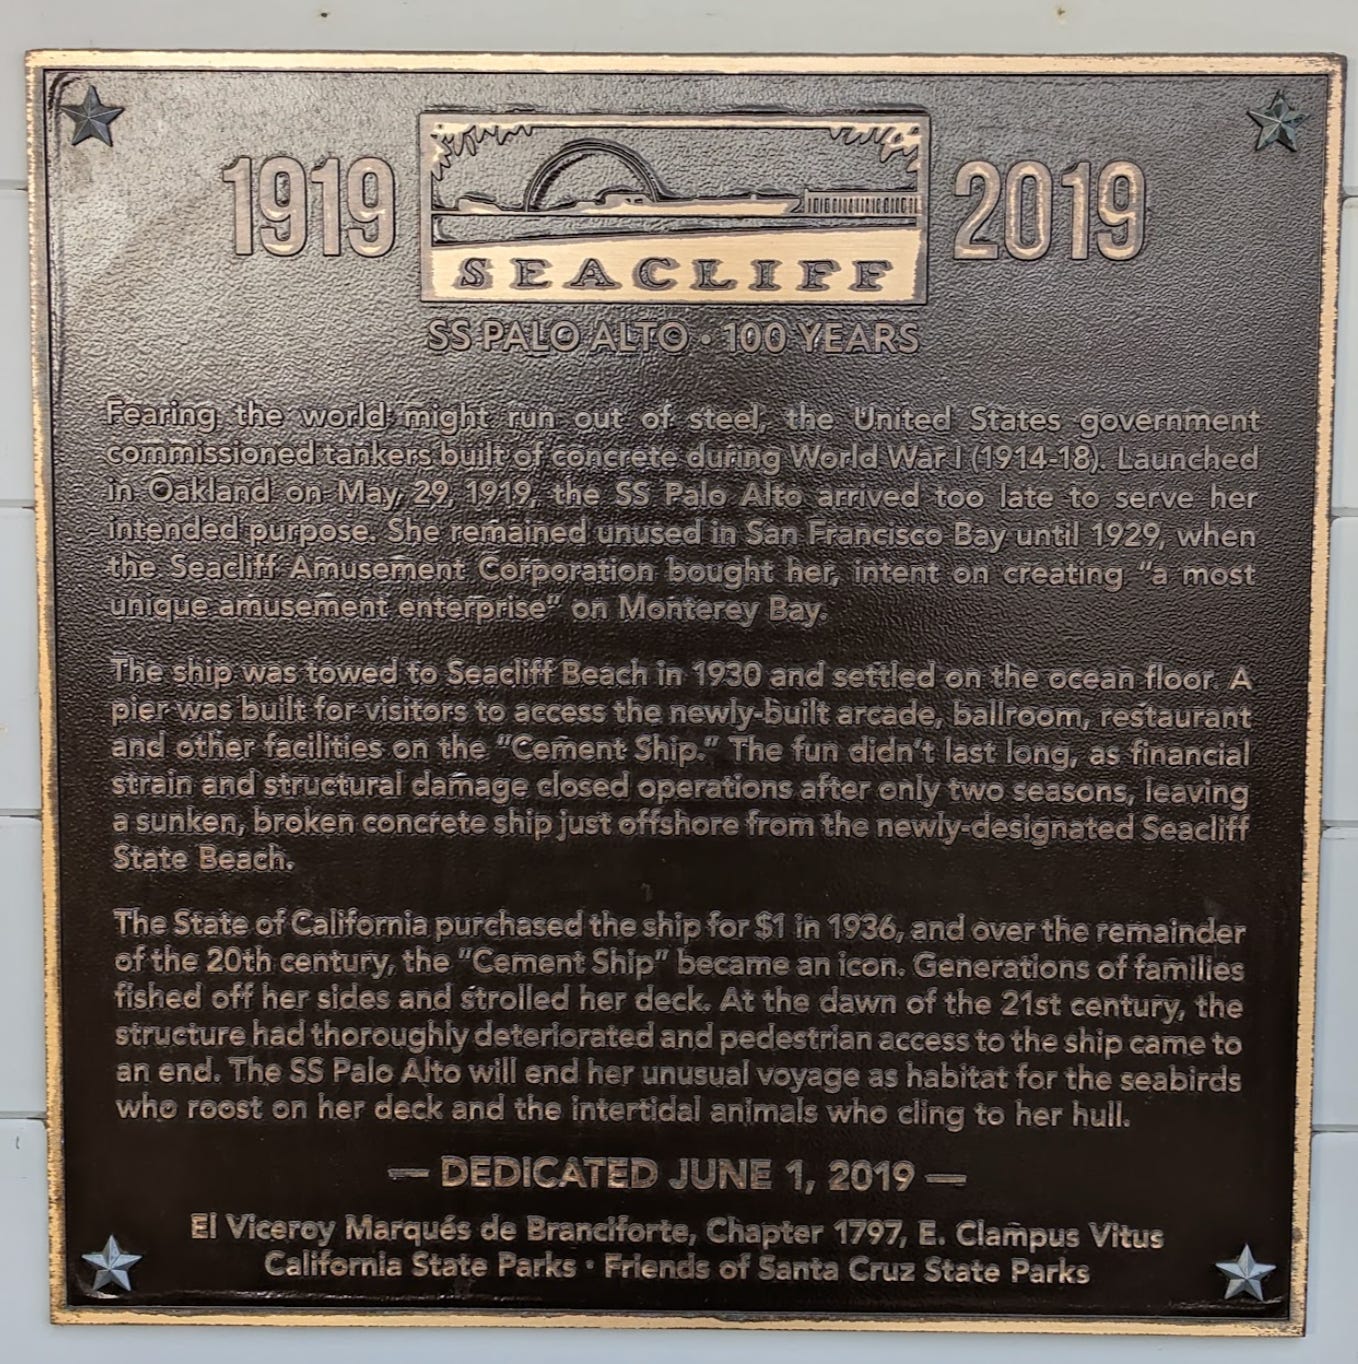 1919 SEACLIFF 2019
SS PALO ALTO • 100 YEARS
Fearing the world might run out of steel, the United States government
commissioned tankers built of concrete during World War I (1914-18). Launched
in Oakland on May 29, 1919, the SS Palo Alto arrived too late to serve her
intended purpose. She remained unused in San Francisco Bay until 1929, when
the Seacliff Amusement Corporation bought her, intent on creating "a most
unique amusement enterprise" on Monterey Bay.
The ship was towed to Seacliff Beach in 1930 and settled on the ocean floor. A
pier was built for visitors to access the newly-built arcade, ballroom, restaurant
and other facilities on the "Cement Ship." The fun didn't last long, as financial
strain and structural damage closed operations after only two seasons, leaving
a sunken, broken concrete ship just offshore from the newly-designated Seacliff
State Beach.
The State of California purchased the ship for $1 in 1936, and over the remainder
of the 20th century, the "Cement Ship" became an icon. Generations of families
fished off her sides and strolled her deck. At the dawn of the 21st century, the
structure had thoroughly deteriorated and pedestrian access to the ship came to
an end. The SS Palo Alto will end her unusual voyage as habitat for the seabirds
who roost on her deck and the intertidal animals who cling to her hull.
— DEDICATED JUNE 1, 2019 —
El Viceroy Marqués de Branciforte, Chapter 1797, E. Clampus Vitus
California State Parks • Friends of Santa Cruz State Parks